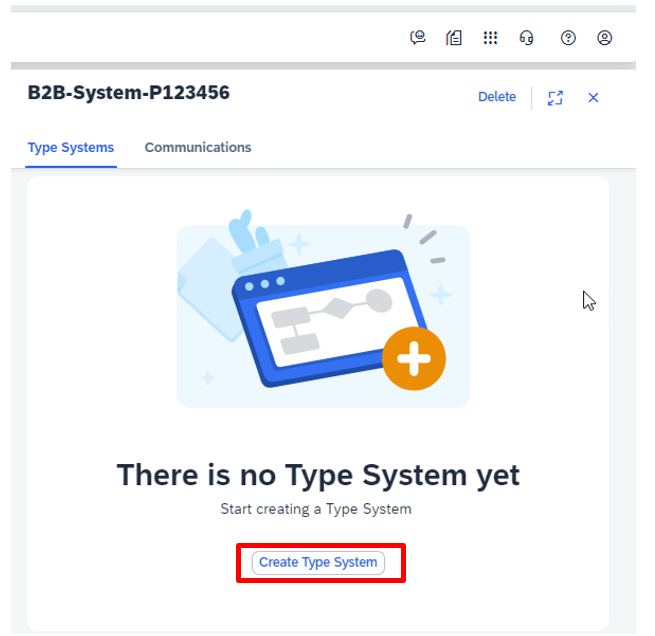 B2B-System-P123456
Delete
Type Systems
Communications
There is no Type System yet
Start creating a Type System
Create Type System